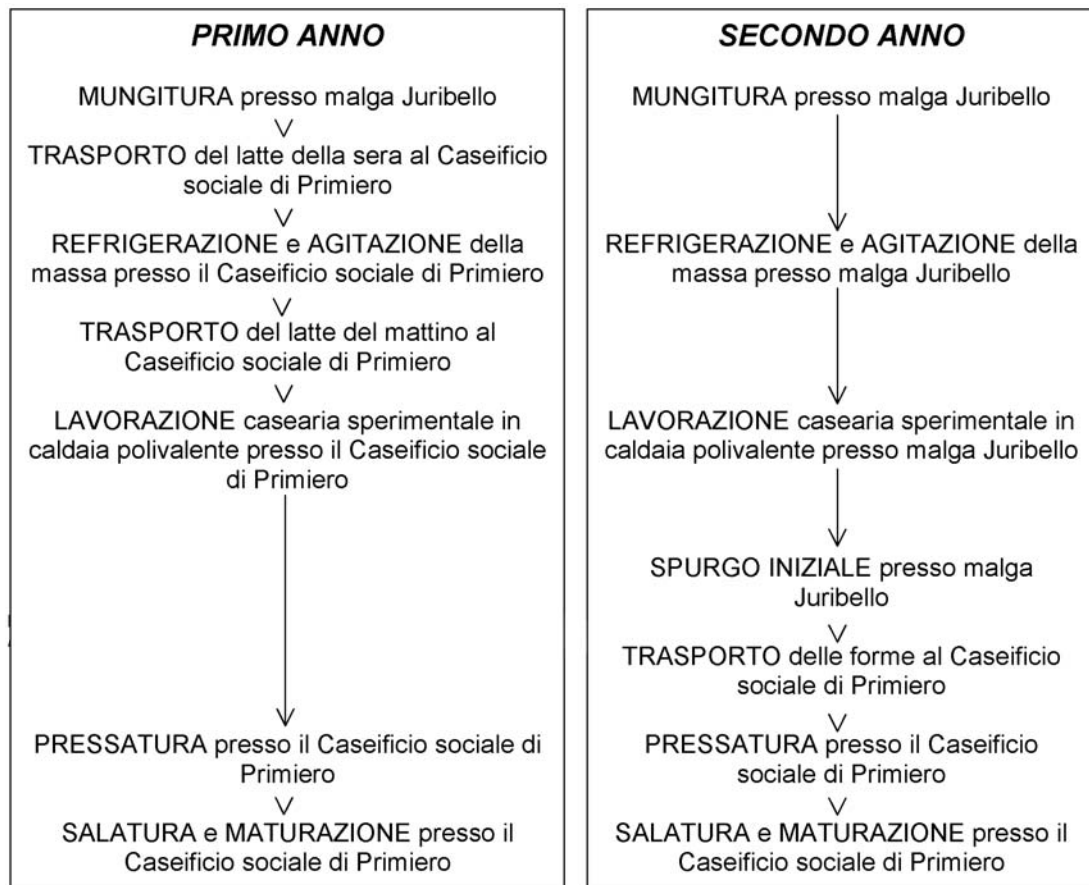 PRIMO ANNO
MUNGITURA presso malga Juribello
TRASPORTO del latte della sera al Caseificio
sociale di Primiero
REFRIGERAZIONE e AGITAZIONE della
massa presso il Caseificio sociale di Primiero
TRASPORTO del latte del mattino al
Caseificio sociale di Primiero
LAVORAZIONE casearia sperimentale in
caldaia polivalente presso il Caseificio sociale
di Primiero
PRESSATURA presso il Caseificio sociale di
Primiero
SALATURA e MATURAZIONE presso il
Caseificio sociale di Primiero
SECONDO ANNO
MUNGITURA presso malga Juribello
REFRIGERAZIONE e AGITAZIONE della
massa presso malga Juribello
LAVORAZIONE casearia sperimentale in
caldaia polivalente presso malga Juribello
SPURGO INIZIALE presso malga
Juribello
TRASPORTO delle forme al Caseificio
sociale di Primiero
PRESSATURA presso il Caseificio
sociale di Primiero
SALATURA e MATURAZIONE presso il
Caseificio sociale di Primiero